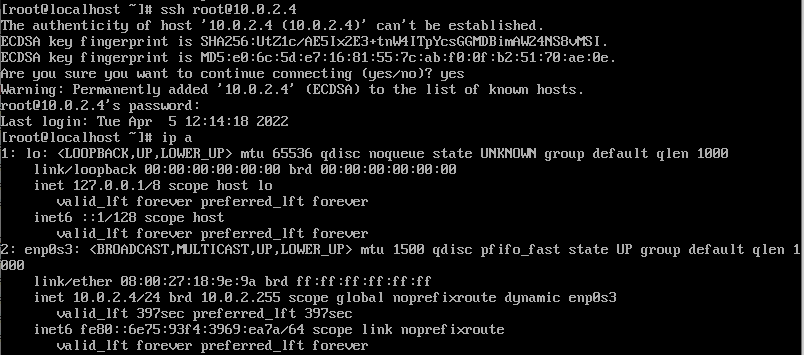 [root@localhost ~]# ssh root@10.0.2.4
The authenticity of host '10.0.2.4 (10.0.2.4)' can't be established.
ECDSA key fingerprint is SHA256:UtZ1c/AE5Ix2E3+tnW4ITpYcsGGMDBimAW24NS8vMSI.
ECDSA key fingerprint is MD5:e0:6c:5d:e7:16:81:55:7c:ab:f0:0f:b2:51:70:ae:0e.
Are you sure you want to continue connecting (yes/no)? yes
Warning: Permanently added '10.0.2.4' (ECDSA) to the list of known hosts.
root@10.0.2.4's password:
Last login: Tue Apr  5 12:14:18 2022
[root@localhost ~]# ip a
1: lo: <LOOPBACK,UP,LOWER_UP> mtu 65536 qdisc noqueue state UNKNOWN group default qlen 1000
    link/loopback 00:00:00:00:00:00 brd 00:00:00:00:00:00
    inet 127.0.0.1/8 scope host lo
       valid_lft forever preferred_lft forever
    inet6 ::1/128 scope host
       valid_lft forever preferred_lft forever
2: enp0s3: <BROADCAST,MULTICAST,UP,LOWER_UP> mtu 1500 qdisc pfifo_fast state UP group default qlen 1
000
    link/ether 08:00:27:18:9e:9a brd ff:ff:ff:ff:ff:ff
    inet 10.0.2.4/24 brd 10.0.2.255 scope global noprefixroute dynamic enp0s3
       valid_lft 397sec preferred_lft 397sec
    inet6 fe80::6e75:93f4:3969:ea7a/64 scope link noprefixroute
       valid_lft forever preferred_lft forever